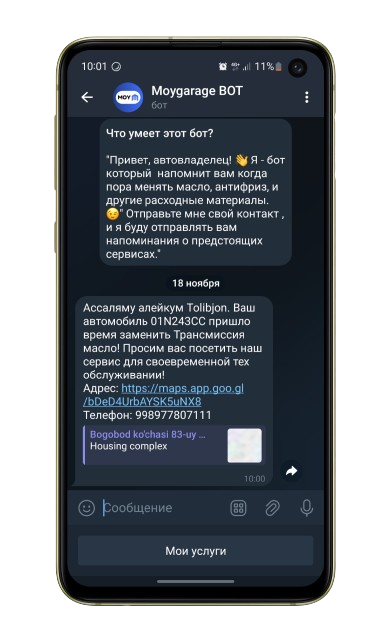 10:01
4G+ 11%
Moygarage BOT
бот
MOY
Что умеет этот бот?
"Привет, автовладелец! 👋 Я - бот
который напомнит вам когда
пора менять масло, антифриз, и
другие расходные материалы.
😉" Отправьте мне свой контакт ,
и я буду отправлять вам
напоминания о предстоящих
сервисах."
18 ноября
Ассаляму алейкум Tolibjon. Ваш
автомобиль 01N243CC пришло
время заменить Трансмиссия
масло! Просим вас посетить наш
сервис для своевременной тех
обслуживании!
Адрес: https://maps.app.goo.gl
/bDeD4UrbAYSK5uNX8
Телефон: 998977807111
Bogobod ko'chasi 83-uy ...
Housing complex
10:00
Сообщение
Мои услуги